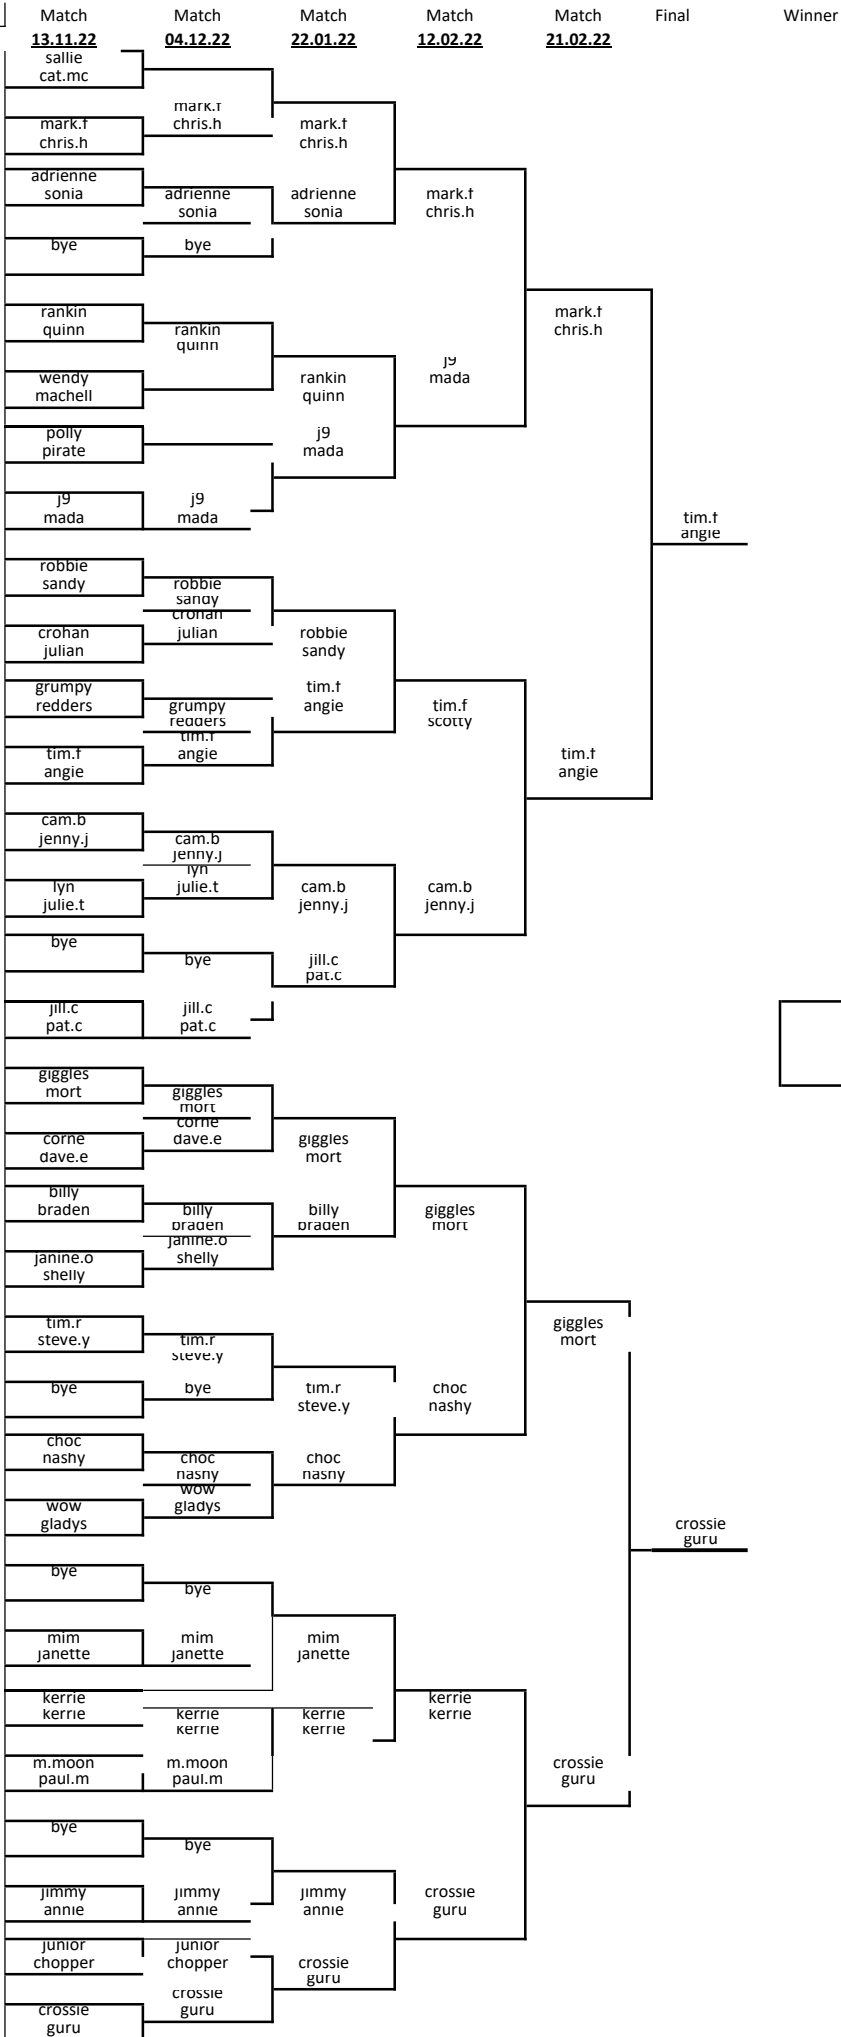 Match Match Match Match Match Final Winner
13.11.22 04.12.22 22.01.22 12.02.22 21.02.22
sallie
cat.mc
mark.f
chris.h
mark.f
chris.h
mark.f
chris.h
adrienne
sonia
adrienne
sonia
adrienne
sonia
mark.f
chris.h
bye
bye
rankin
quinn
rankin
quinn
mark.f
chris.h
wendy
machell
rankin
quinn
j9
mada
polly
pirate
j9
mada
j9
mada
j9
mada
tim.f
angie
robbie
sandy
robbie
sandy
crohan
julian
crohan
julian
robbie
sandy
grumpy
redders
grumpy
redders
tim.f
angie
tim.f
scotty
tim.f
angie
tim.f
angie
tim.f
angie
cam.b
jenny.j
cam.b
jenny.j
lyn
julie.t
lyn
julie.t
cam.b
jenny.j
cam.b
jenny.j
bye
bye
jill.c
pat.c
jill.c
pat.c
jill.c
pat.c
giggles
mort
giggles
mort
corne
dave.e
corne
dave.e
giggles
mort
billy
braden
billy
braden
billy
braden
giggles
mort
janine.o
shelly
janine.o
shelly
tim.r
steve.y
tim.r
steve.y
giggles
mort
bye
bye
tim.r
steve.y
choc
nashy
choc
nashy
choc
nashy
choc
nashy
wow
gladys
wow
gladys
crossie
guru
bye
bye
mim
janette
mim
janette
mim
janette
kerrie
kerrie
kerrie
kerrie
kerrie
kerrie
kerrie
kerrie
m.moon
paul.m
m.moon
paul.m
crossie
guru
bye
bye
jimmy
annie
jimmy
annie
jimmy
annie
crossie
guru
junior
chopper
junior
chopper
crossie
guru
crossie
guru
crossie
guru